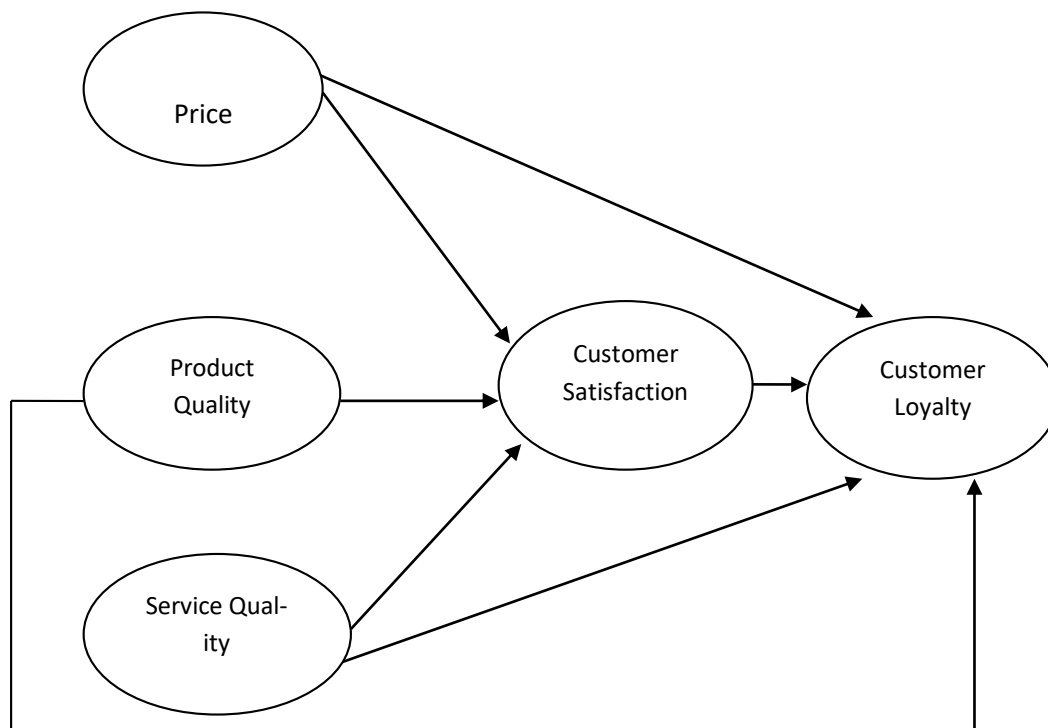 Price
Product
Quality
Customer
Satisfaction
Customer
Loyalty
Service Qual-
ity